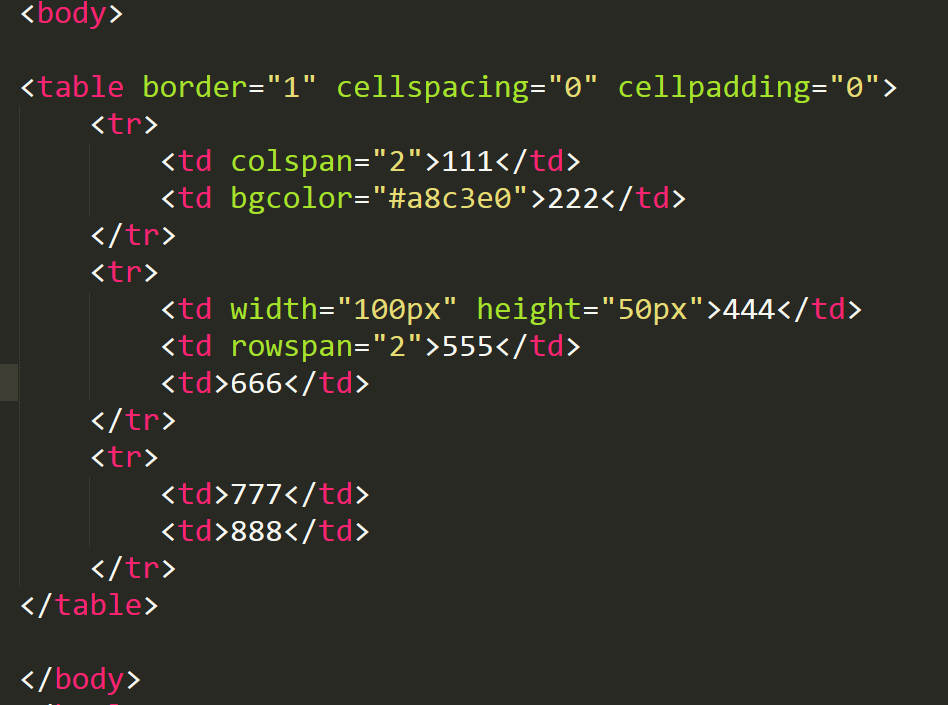 <body>
<table border="1" cellspacing="0" cellpadding="0">
<tr>
<td colspan="2">111</td>
<td bgcolor="#a8c3e0">222</td>
</tr>
<tr>
<td width="100px" height="50px">444</td>
<td rowspan="2">555</td>
<td>666</td>
</tr>
<tr>
<td>777</td>
<td>888</td>
</tr>
</table>
</body>